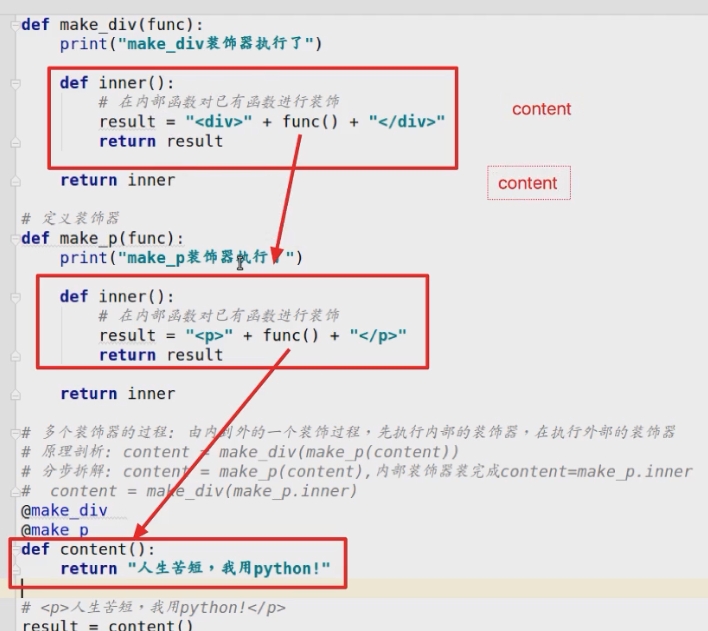 def make_div(func):
    print("make_div装饰器执行了")
    def inner():
        # 在内部函数对已有函数进行装饰
        result = "<div>" + func() + "</div>"
        return result
    return inner
content
content
# 定义装饰器
def make_p(func):
    print("make_p装饰器执行了")
    def inner():
        # 在内部函数对已有函数进行装饰
        result = "<p>" + func() + "</p>"
        return result
    return inner
# 多个装饰器的过程: 由内到外的一个装饰过程，先执行内部的装饰器，在执行外部的装饰器
# 原理剖析: content = make_div(make_p(content))
# 分步拆解: content = make_p(content),内部装饰器装完成content=make_p.inner
#  content = make_div(make_p.inner)
@make_div
@make_p
def content():
    return "人生苦短，我用python!"
# <p>人生苦短，我用python!</p>
result = content()